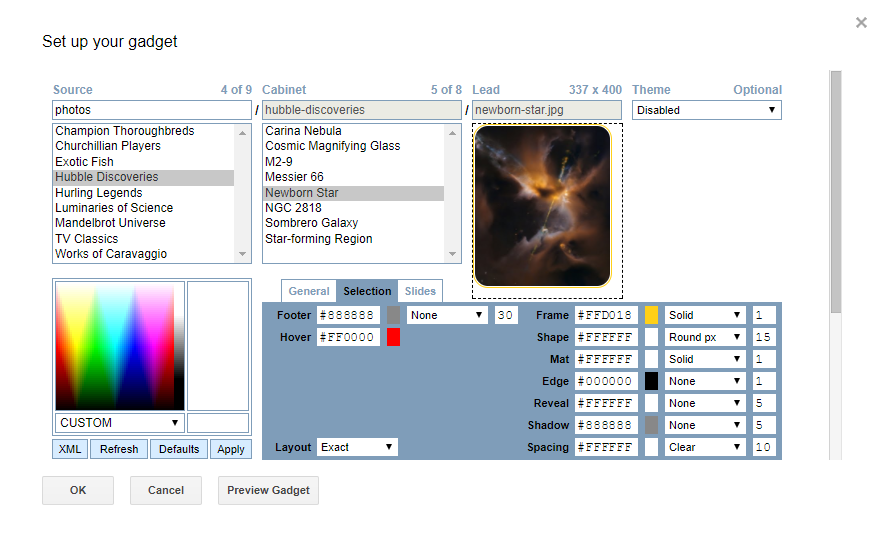 Set up your gadget
Source 4 of 9 Cabinet 5 of 8 Lead 337 x 400 Theme Optional
photos / hubble-discoveries / newborn-star.jpg Disabled
Champion Thoroughbreds
Churchillian Players
Exotic Fish
Hubble Discoveries
Hurling Legends
Luminaries of Science
Mandelbrot Universe
TV Classics
Works of Caravaggio
Carina Nebula
Cosmic Magnifying Glass
M2-9
Messier 66
Newborn Star
NGC 2818
Sombrero Galaxy
Star-forming Region
General Selection Slides
Footer #888888 None 30 Frame #FFD018 Solid 1
Hover #FF0000 Shape #FFFFFF Round px 15
Mat #FFFFFF Solid 1
Edge #000000 None 1
Reveal #FFFFFF None 5
Shadow #888888 None 5
Layout Exact Spacing #FFFFFF Clear 10
CUSTOM
XML Refresh Defaults Apply
OK Cancel Preview Gadget